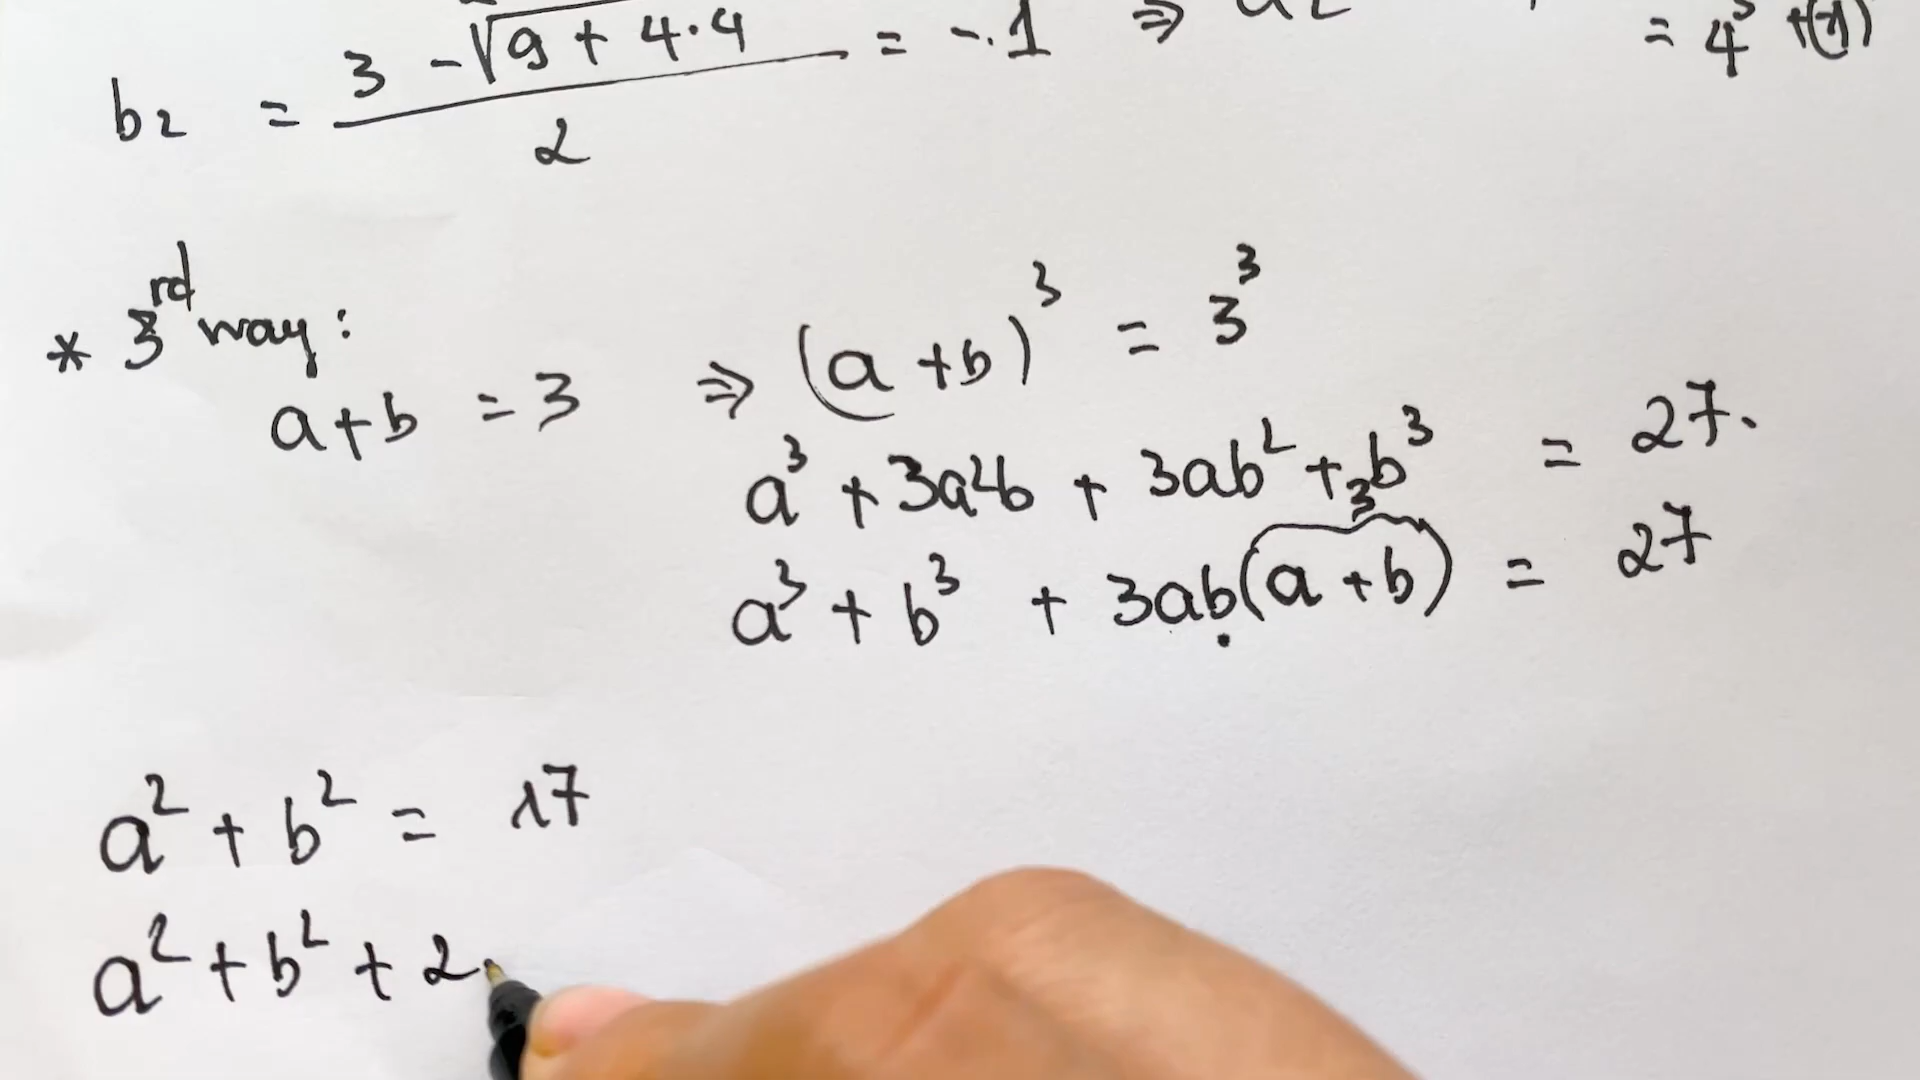 b2 = (3 - √(9 + 4·4))/2 = -.1 ⇒
= 4³ +(-1)
* 3rd way:
a+b = 3 ⇒ (a+b)³ = 3³
a³ + 3a²b + 3ab² + b³ = 27.
3
a³ + b³ + 3ab(a+b) = 27
a² + b² = 17
a² + b² + 2